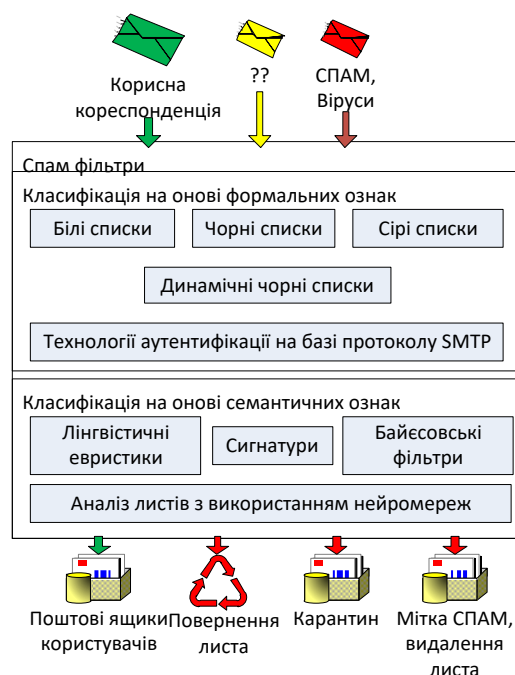 Корисна
кореспонденція
??
СПАМ,
Віруси
Спам фільтри
Класифікація на онові формальних ознак
Білі списки
Чорні списки
Сірі списки
Динамічні чорні списки
Технології аутентифікації на базі протоколу SMTP
Класифікація на онові семантичних ознак
Лінгвістичні
евристики
Сигнатури
Байєсовські
фільтри
Аналіз листів з використанням нейромереж
Поштові ящики
користувачів
Повернення
листа
Карантин
Мітка СПАМ,
видалення
листа